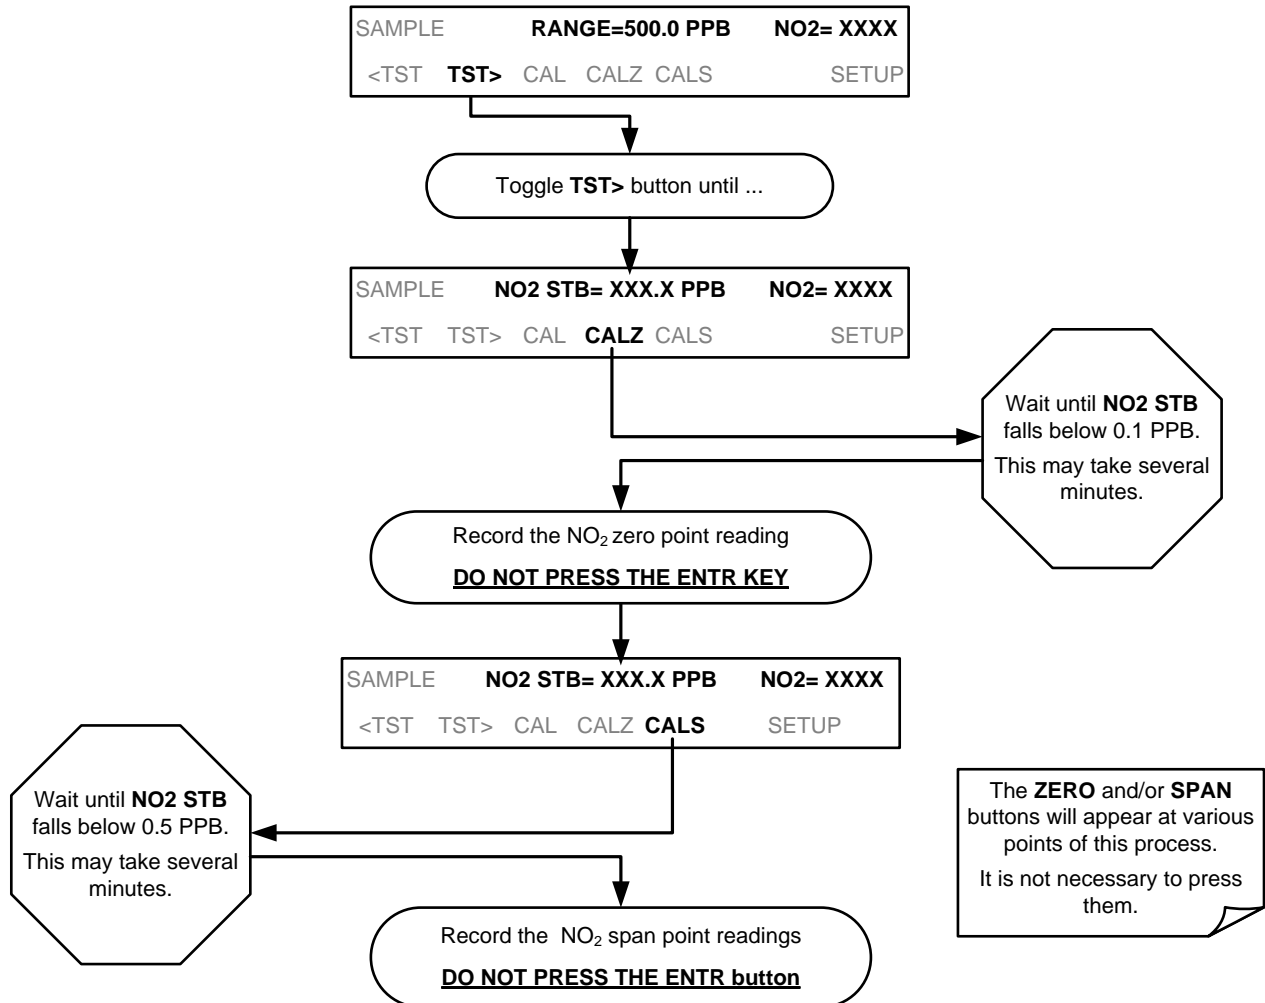 SAMPLE RANGE=500.0 PPB NO2= XXXX
<TST TST> CAL CALZ CALS SETUP
Toggle TST> button until ...
SAMPLE NO2 STB= XXX.X PPB NO2= XXXX
<TST TST> CAL CALZ CALS SETUP
Wait until NO2 STB
falls below 0.1 PPB.
This may take several
minutes.
Record the NO₂ zero point reading
DO NOT PRESS THE ENTR KEY
SAMPLE NO2 STB= XXX.X PPB NO2= XXXX
<TST TST> CAL CALZ CALS SETUP
Wait until NO2 STB
falls below 0.5 PPB.
This may take several
minutes.
The ZERO and/or SPAN
buttons will appear at various
points of this process.
It is not necessary to press
them.
Record the NO₂ span point readings
DO NOT PRESS THE ENTR button